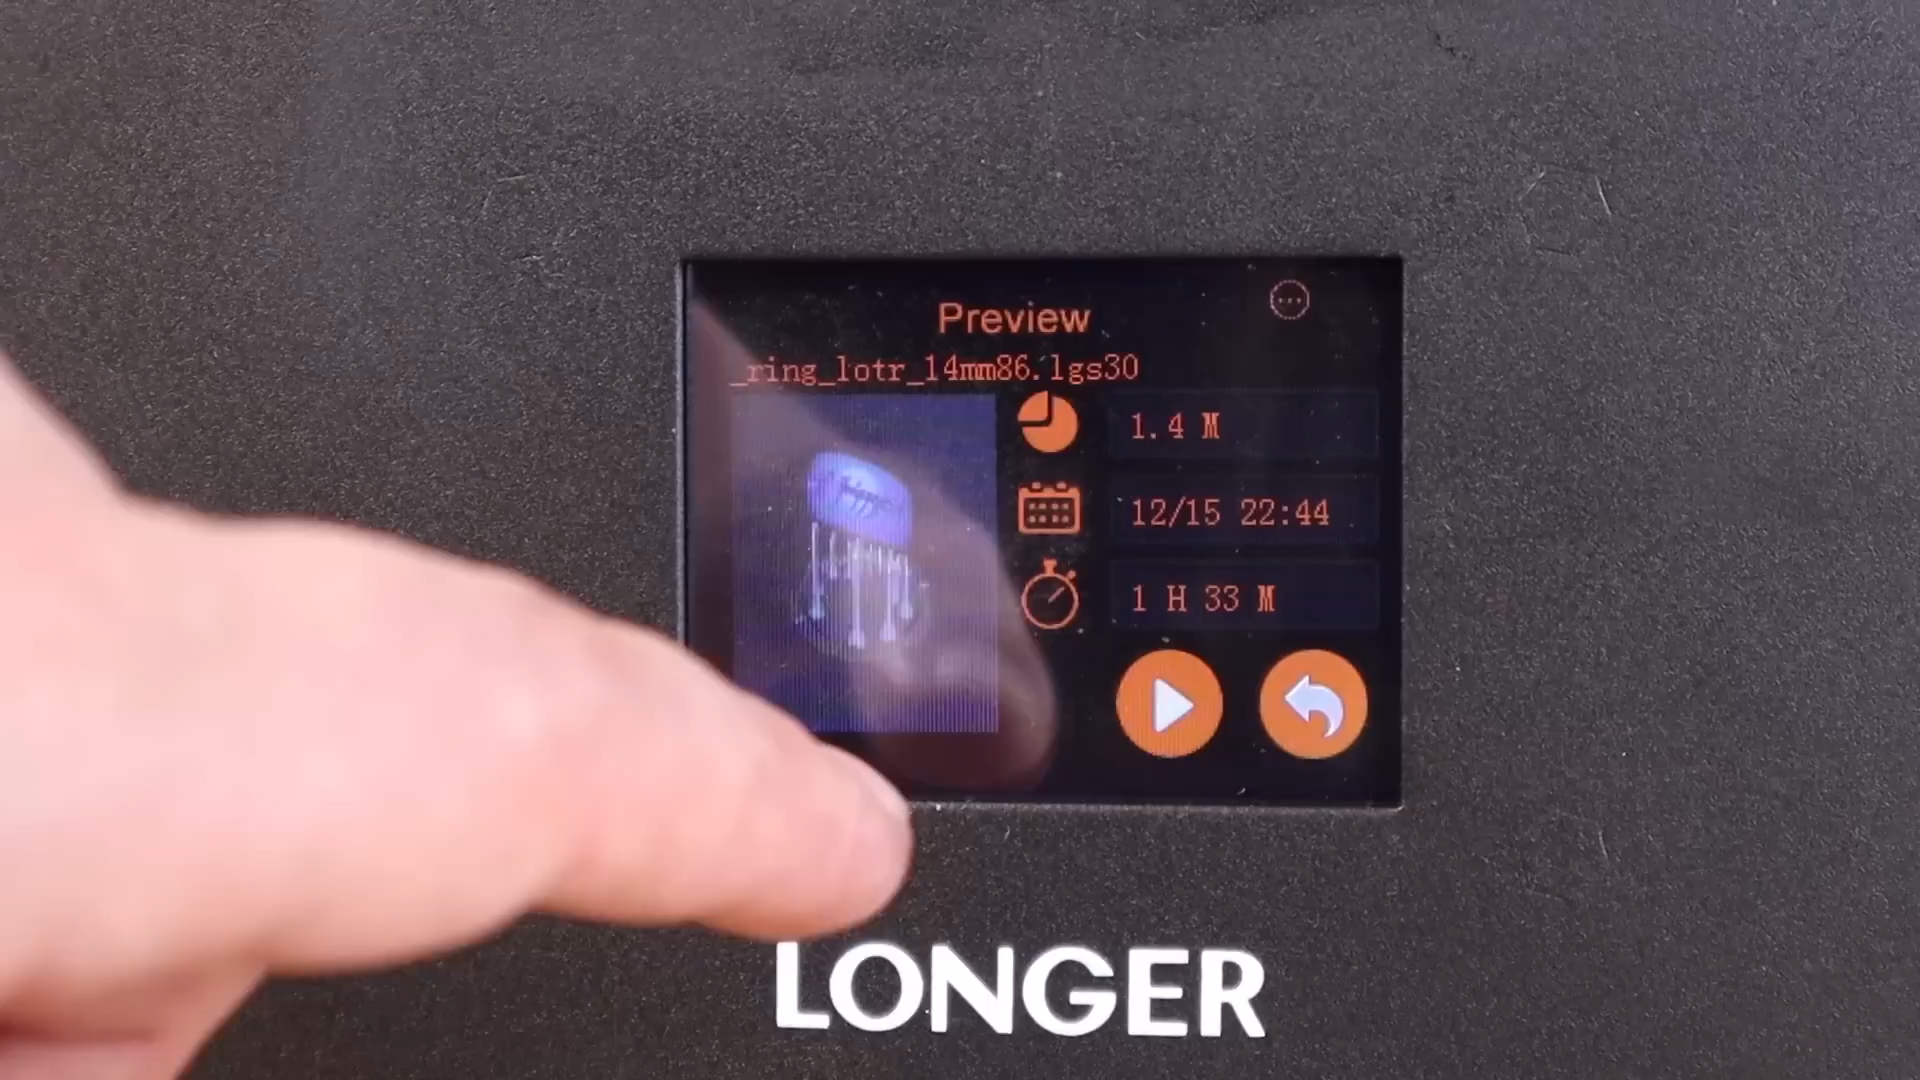 Preview
_ring_lotr_14mm86.lgs30
1.4 M
12/15 22:44
1 H 33 M
LONGER